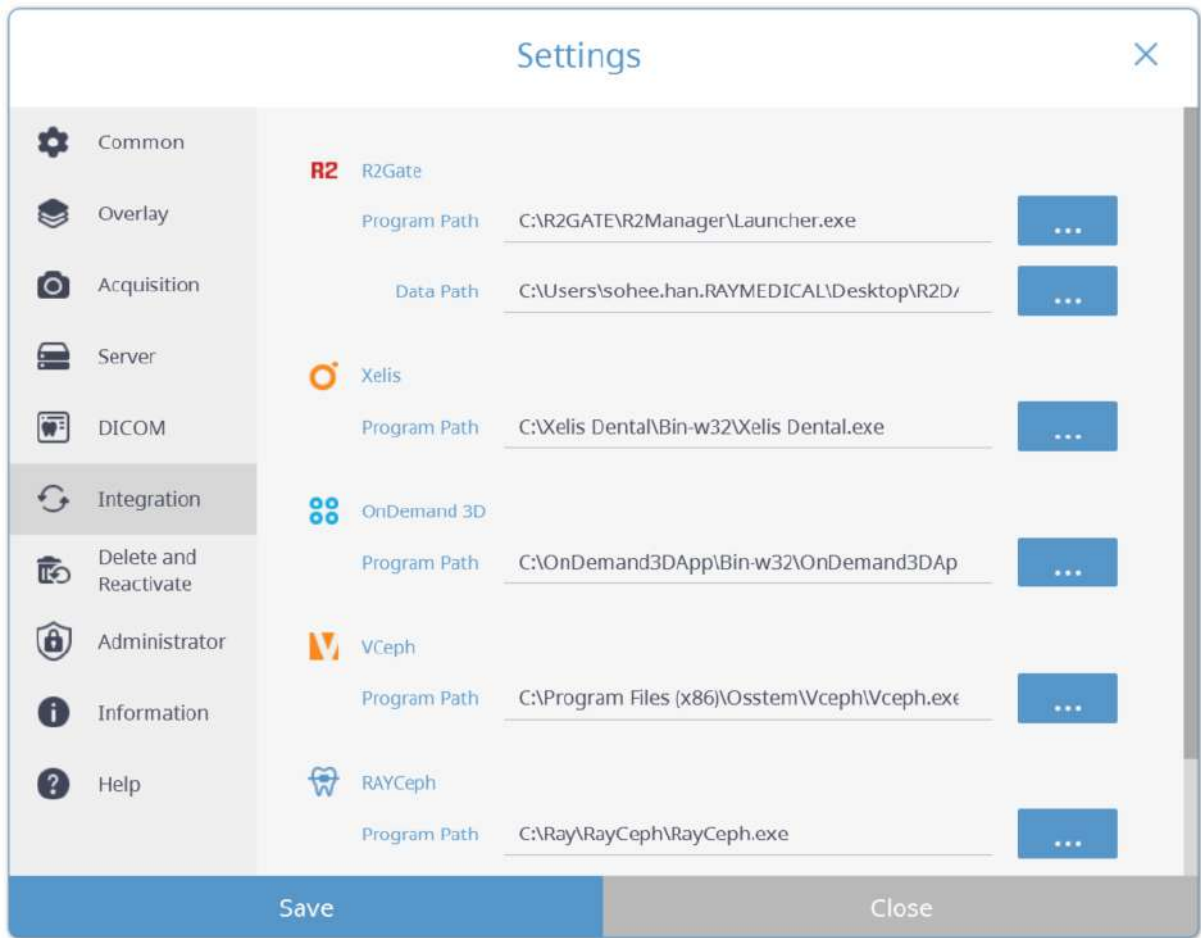 Settings
Common
Overlay
Acquisition
Server
DICOM
Integration
Delete and
Reactivate
Administrator
Information
Help
R2 R2Gate
Program Path C:\R2GATE\R2Manager\Launcher.exe ...
Data Path C:\Users\sohee.han.RAYMEDICAL\Desktop\R2D/ ...
Xelis
Program Path C:\Xelis Dental\Bin-w32\Xelis Dental.exe ...
OnDemand 3D
Program Path C:\OnDemand3DApp\Bin-w32\OnDemand3DAp ...
VCeph
Program Path C:\Program Files (x86)\Osstem\Vceph\Vceph.exe ...
RAYCeph
Program Path C:\Ray\RayCeph\RayCeph.exe ...
Save Close